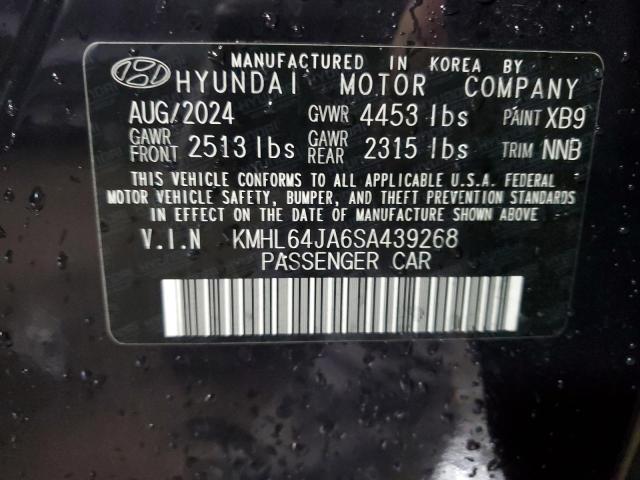 MANUFACTURED IN KOREA BY
HYUNDAI MOTOR COMPANY
AUG/2024 GVWR 4453 lbs PAINT XB9
GAWR FRONT 2513 lbs GAWR REAR 2315 lbs TRIM NNB
THIS VEHICLE CONFORMS TO ALL APPLICABLE U.S.A. FEDERAL
MOTOR VEHICLE SAFETY, BUMPER, AND THEFT PREVENTION STANDARDS
IN EFFECT ON THE DATE OF MANUFACTURE SHOWN ABOVE.
V.I.N KMHL64JA6SA439268
PASSENGER CAR